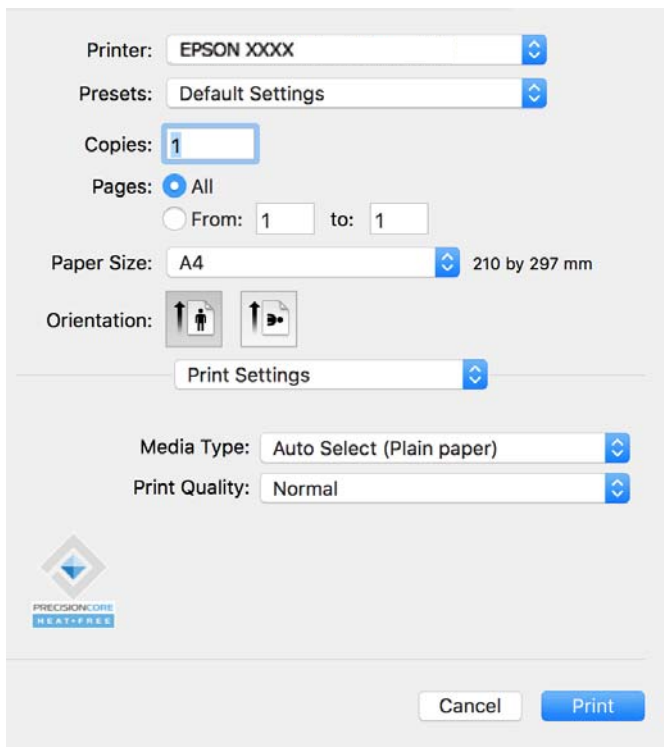 Printer: EPSON XXXX
Presets: Default Settings
Copies: 1
Pages: All
From: 1 to: 1
Paper Size: A4 210 by 297 mm
Orientation:
Print Settings
Media Type: Auto Select (Plain paper)
Print Quality: Normal
PRECISIONCORE
HEAT•FREE
Cancel Print